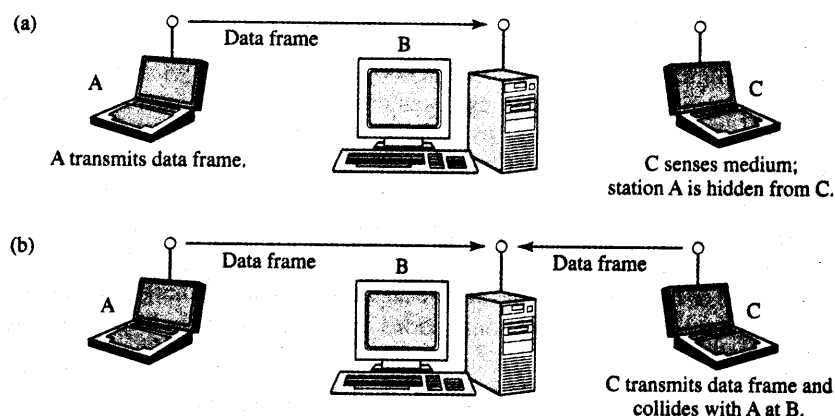 (a)
Data frame
B
A
C
A transmits data frame.
C senses medium;
station A is hidden from C.
(b)
Data frame
B
Data frame
A
C
C transmits data frame and
collides with A at B.